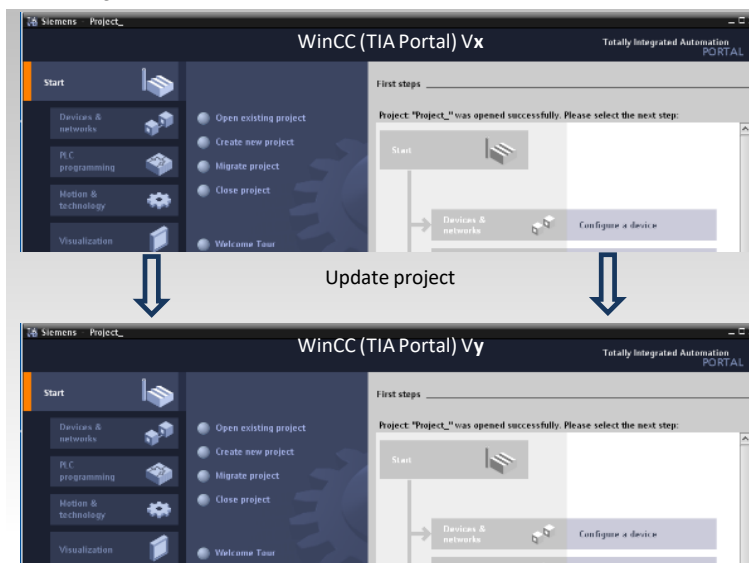 Siemens - Project_
WinCC (TIA Portal) Vx
Totally Integrated Automation
PORTAL
Start
Devices &
networks
PLC
programming
Motion &
technology
Visualization
Open existing project
Create new project
Migrate project
Close project
Welcome Tour
First steps
Project: "Project_" was opened successfully. Please select the next step:
Start
Devices &
networks
Configure a device
Update project
Siemens - Project_
WinCC (TIA Portal) Vy
Totally Integrated Automation
PORTAL
Start
Devices &
networks
PLC
programming
Motion &
technology
Visualization
Open existing project
Create new project
Migrate project
Close project
Welcome Tour
First steps
Project: "Project_" was opened successfully. Please select the next step:
Start
Devices &
networks
Configure a device